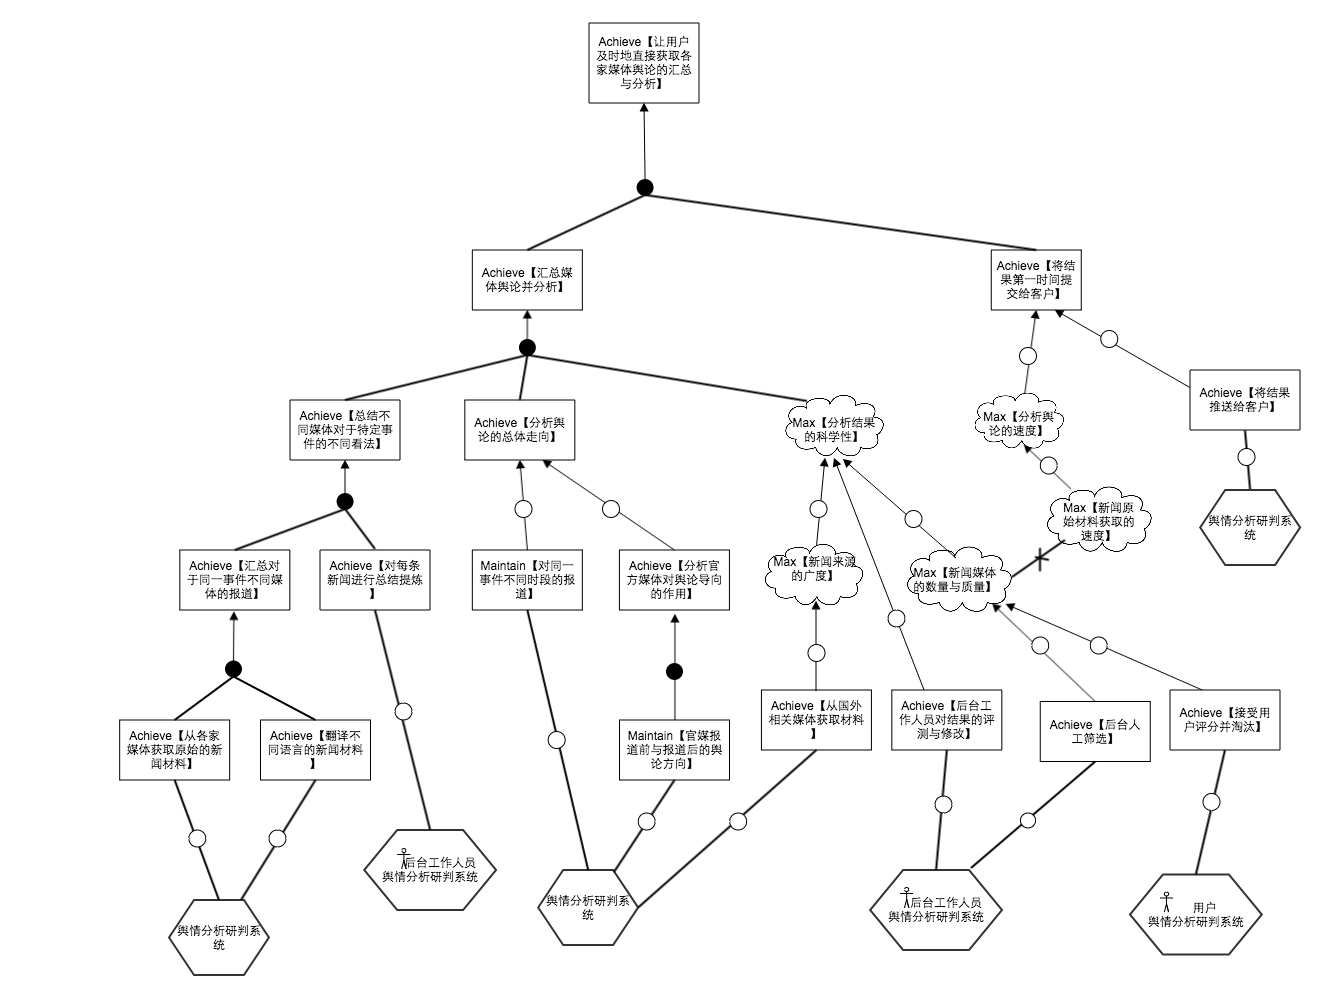 Achieve【让用户
及时地直接获取各
家媒体舆论的汇总
与分析】
Achieve【汇总媒
体舆论并分析】
Achieve【将结
果第一时间提
交给客户】
Achieve【总结不
同媒体对于特定事
件的不同看法】
Achieve【分析舆
论的总体走向】
Max【分析结果
的科学性】
Max【分析舆
论的速度】
Achieve【将结果
推送给客户】
Achieve【汇总对
于同一事件不同媒
体的报道】
Achieve【对每条
新闻进行总结提炼
】
Maintain【对同一
事件不同时段的报
道】
Achieve【分析官
方媒体对舆论导向
的作用】
Max【新闻来源
的广度】
Max【新闻媒体
的数量与质量】
Max【新闻原
始材料获取的
速度】
舆情分析研判系
统
Achieve【从各家
媒体获取原始的新
闻材料】
Achieve【翻译不
同语言的新闻材料
】
Maintain【官媒报
道前与报道后的舆
论方向】
Achieve【从国外
相关媒体获取材料
】
Achieve【后台工
作人员对结果的评
测与修改】
Achieve【后台人
工筛选】
Achieve【接受用
户评分并淘汰】
舆情分析研判系
统
后台工作人员
舆情分析研判系统
舆情分析研判系
统
后台工作人员
舆情分析研判系统
用户
舆情分析研判系统